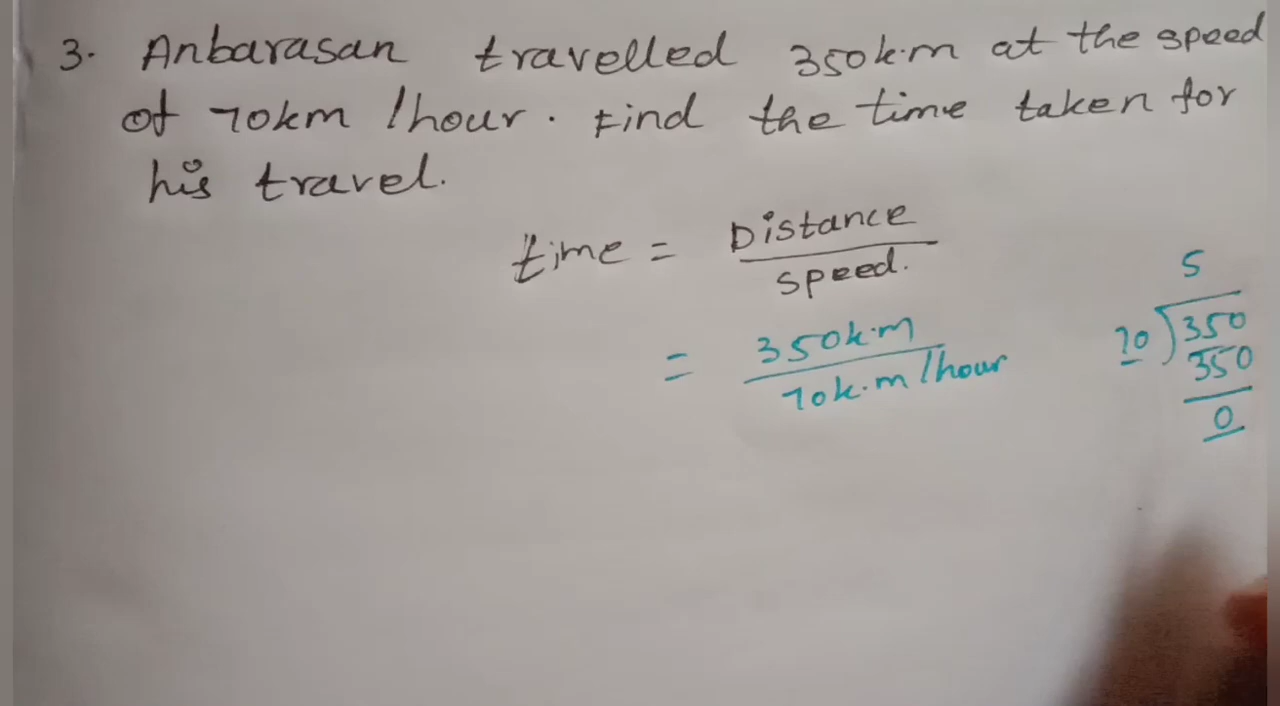 3. Anbarasan travelled 350k.m at the speed
of 70km /hour. Find the time taken for
his travel.
time = Distance
speed.
= 350k.m
70k.m/hour
5
70)350
350
0